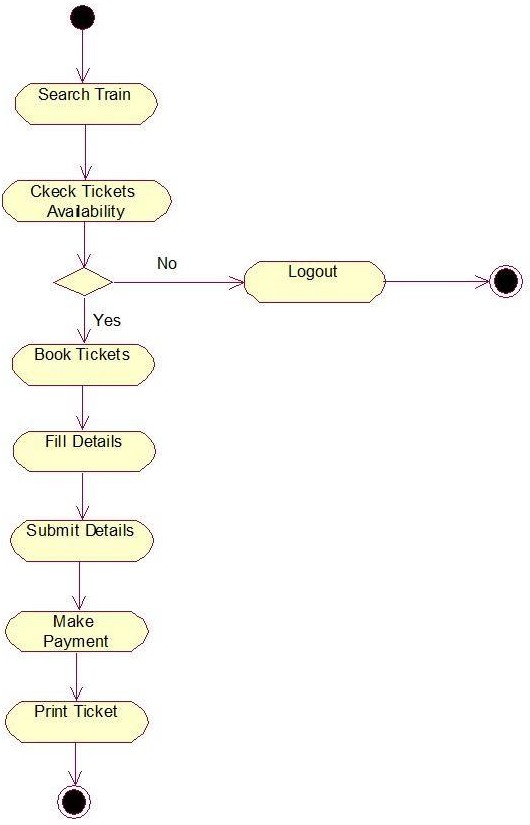 Search Train
Ckeck Tickets
Availability
No
Logout
Yes
Book Tickets
Fill Details
Submit Details
Make
Payment
Print Ticket